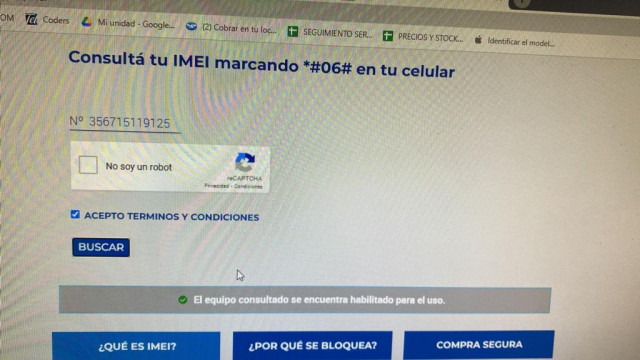 OM Coders Mi unidad - Google... (2) Cobrar en tu loc... SEGUIMIENTO SER... PRECIOS Y STOCK... Identificar el model...
Consultá tu IMEI marcando *#06# en tu celular
Nº 356715119125
No soy un robot
reCAPTCHA
Privacidad - Condiciones
ACEPTO TERMINOS Y CONDICIONES
BUSCAR
El equipo consultado se encuentra habilitado para el uso.
¿QUÉ ES IMEI? ¿POR QUÉ SE BLOQUEA? COMPRA SEGURA